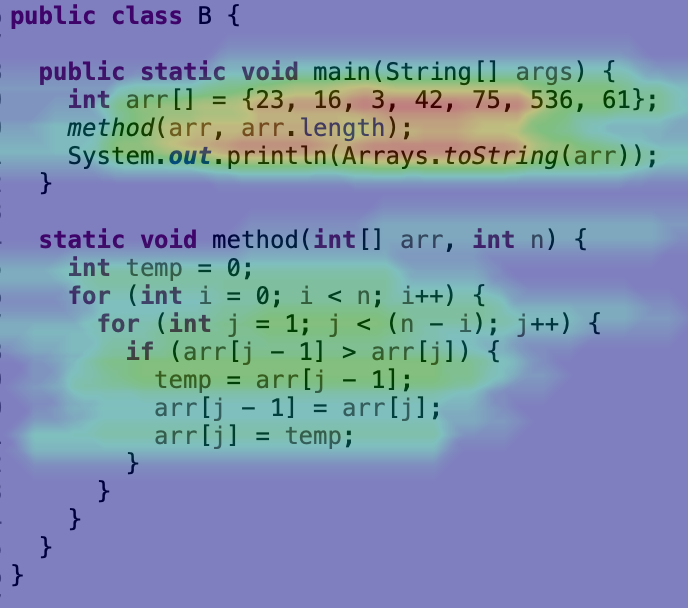 public class B {
public static void main(String[] args) {
int arr[] = {23, 16, 3, 42, 75, 536, 61};
method(arr, arr.length);
System.out.println(Arrays.toString(arr));
}
static void method(int[] arr, int n) {
int temp = 0;
for (int i = 0; i < n; i++) {
for (int j = 1; j < (n - i); j++) {
if (arr[j - 1] > arr[j]) {
temp = arr[j - 1];
arr[j - 1] = arr[j];
arr[j] = temp;
}
}
}
}
}